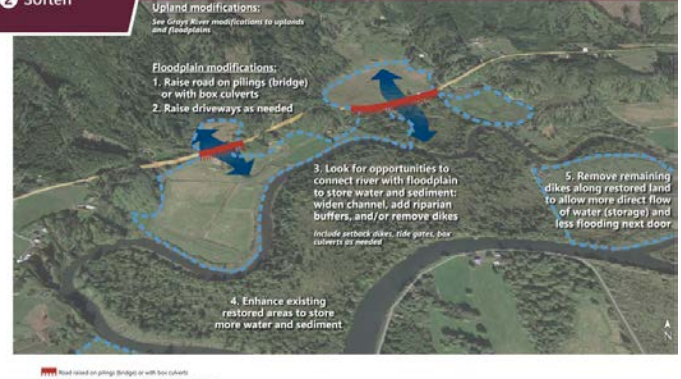 2 Soften
Upland modifications:
See Grays River modifications to uplands
and floodplains
Floodplain modifications:
1. Raise road on pilings (bridge)
or with box culverts
2. Raise driveways as needed
3. Look for opportunities to
connect river with floodplain
to store water and sediment:
widen channel, add riparian
buffers, and/or remove dikes
Include setback dikes, tide gates, box
culverts as needed
5. Remove remaining
dikes along restored land
to allow more direct flow
of water (storage) and
less flooding next door
4. Enhance existing
restored areas to store
more water and sediment
N
Road raised on pilings (bridge) or with box culverts